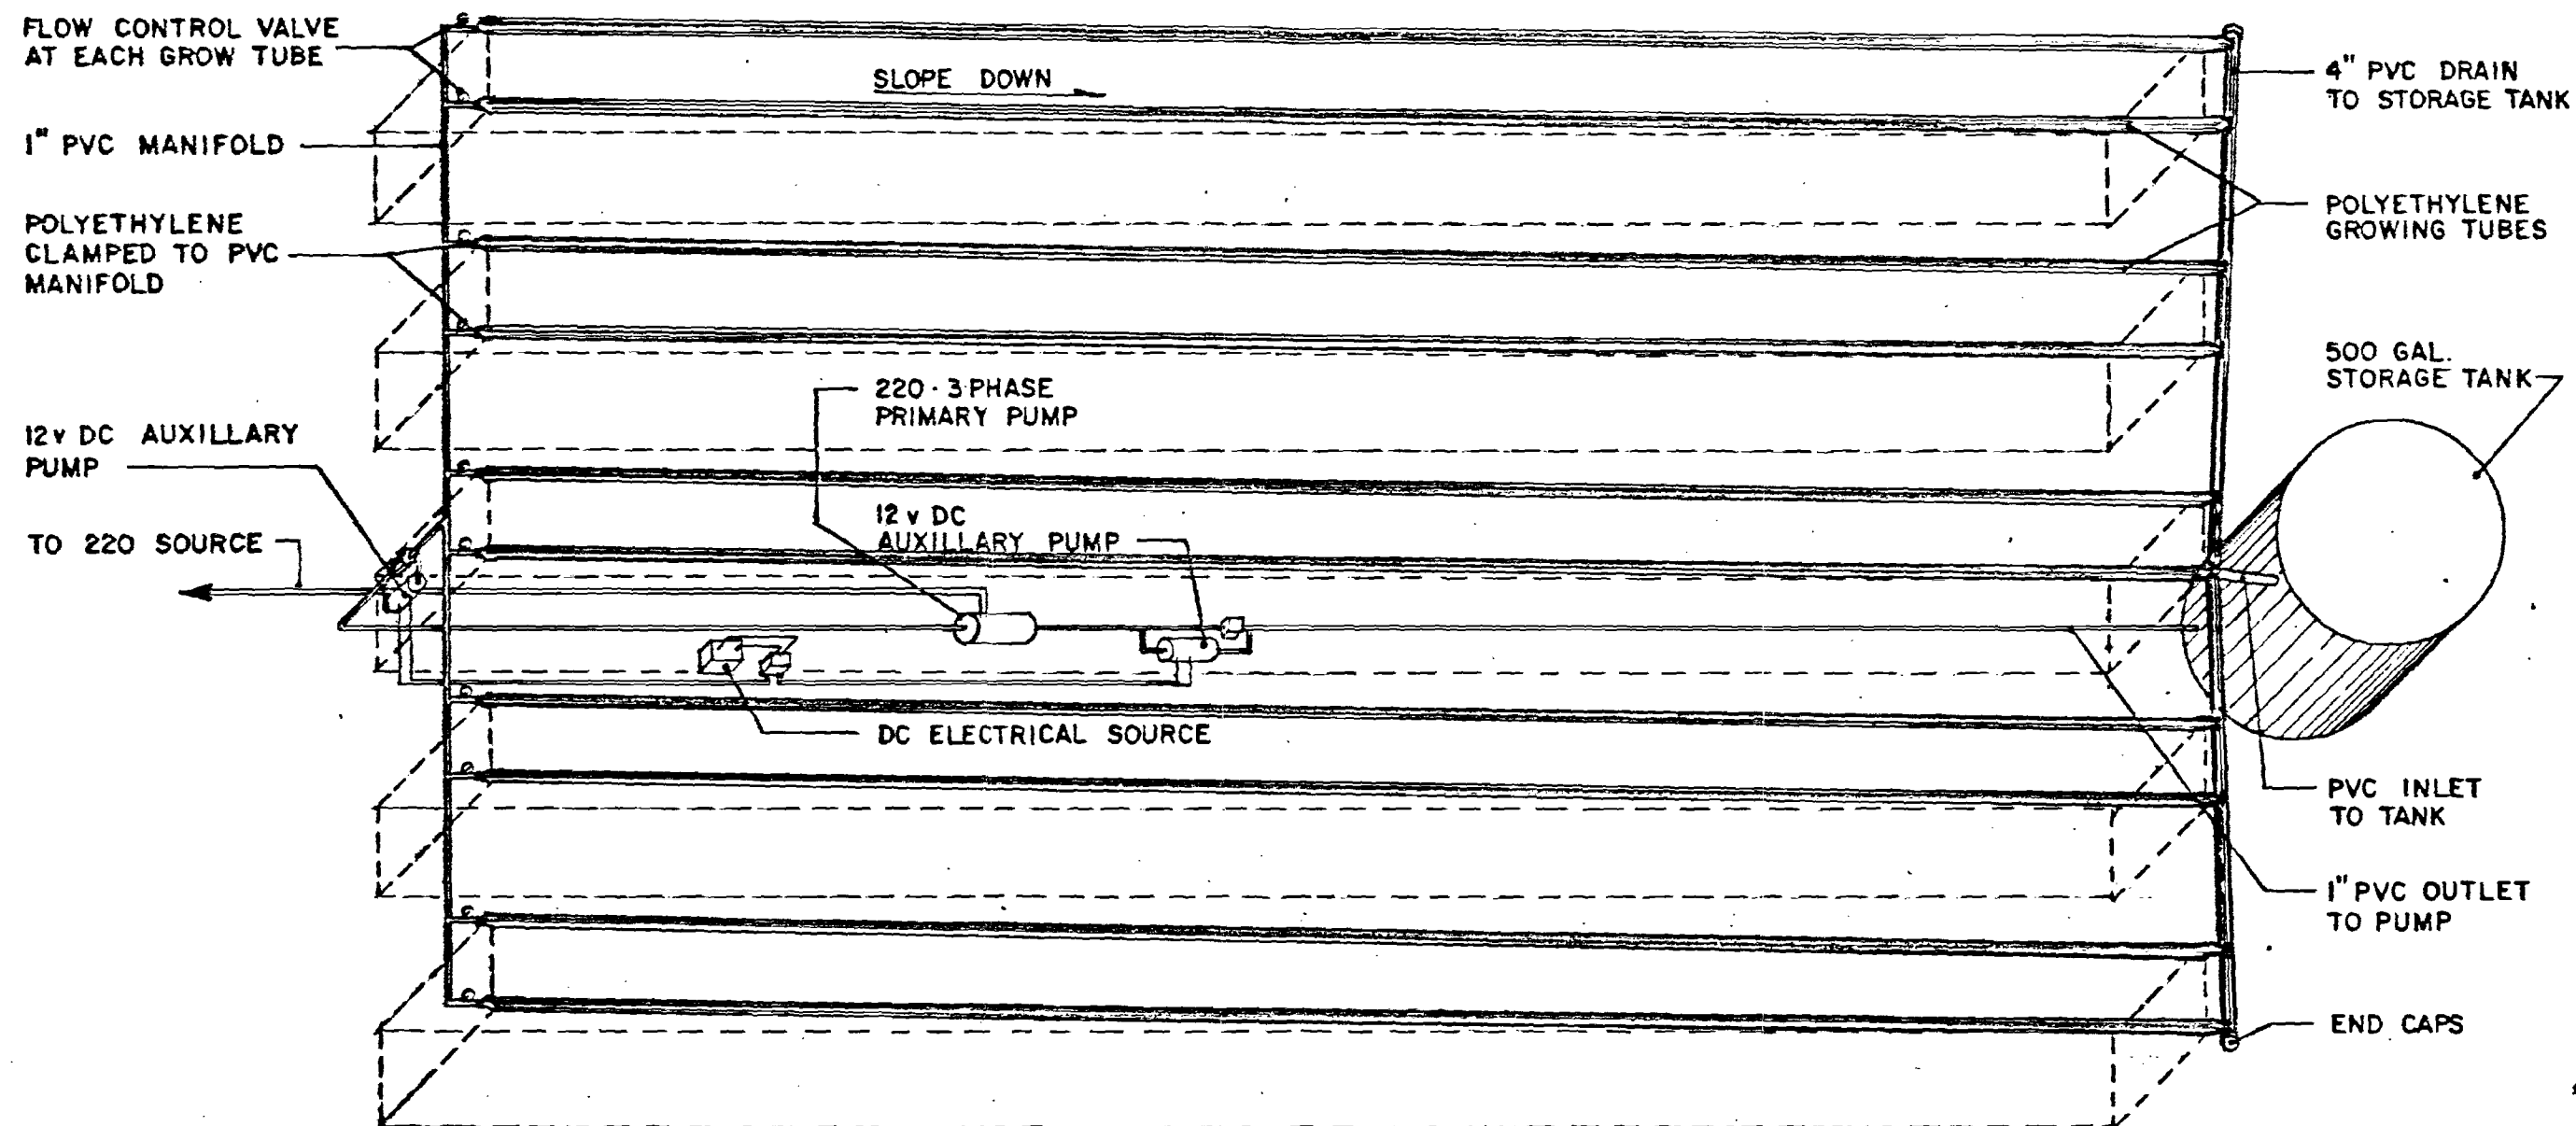 FLOW CONTROL VALVE
AT EACH GROW TUBE
1" PVC MANIFOLD
POLYETHYLENE
CLAMPED TO PVC
MANIFOLD
12v DC AUXILLARY
PUMP
TO 220 SOURCE
SLOPE DOWN
220 · 3 PHASE
PRIMARY PUMP
12 v DC
AUXILLARY PUMP
DC ELECTRICAL SOURCE
4" PVC DRAIN
TO STORAGE TANK
POLYETHYLENE
GROWING TUBES
500 GAL.
STORAGE TANK
PVC INLET
TO TANK
1" PVC OUTLET
TO PUMP
END CAPS